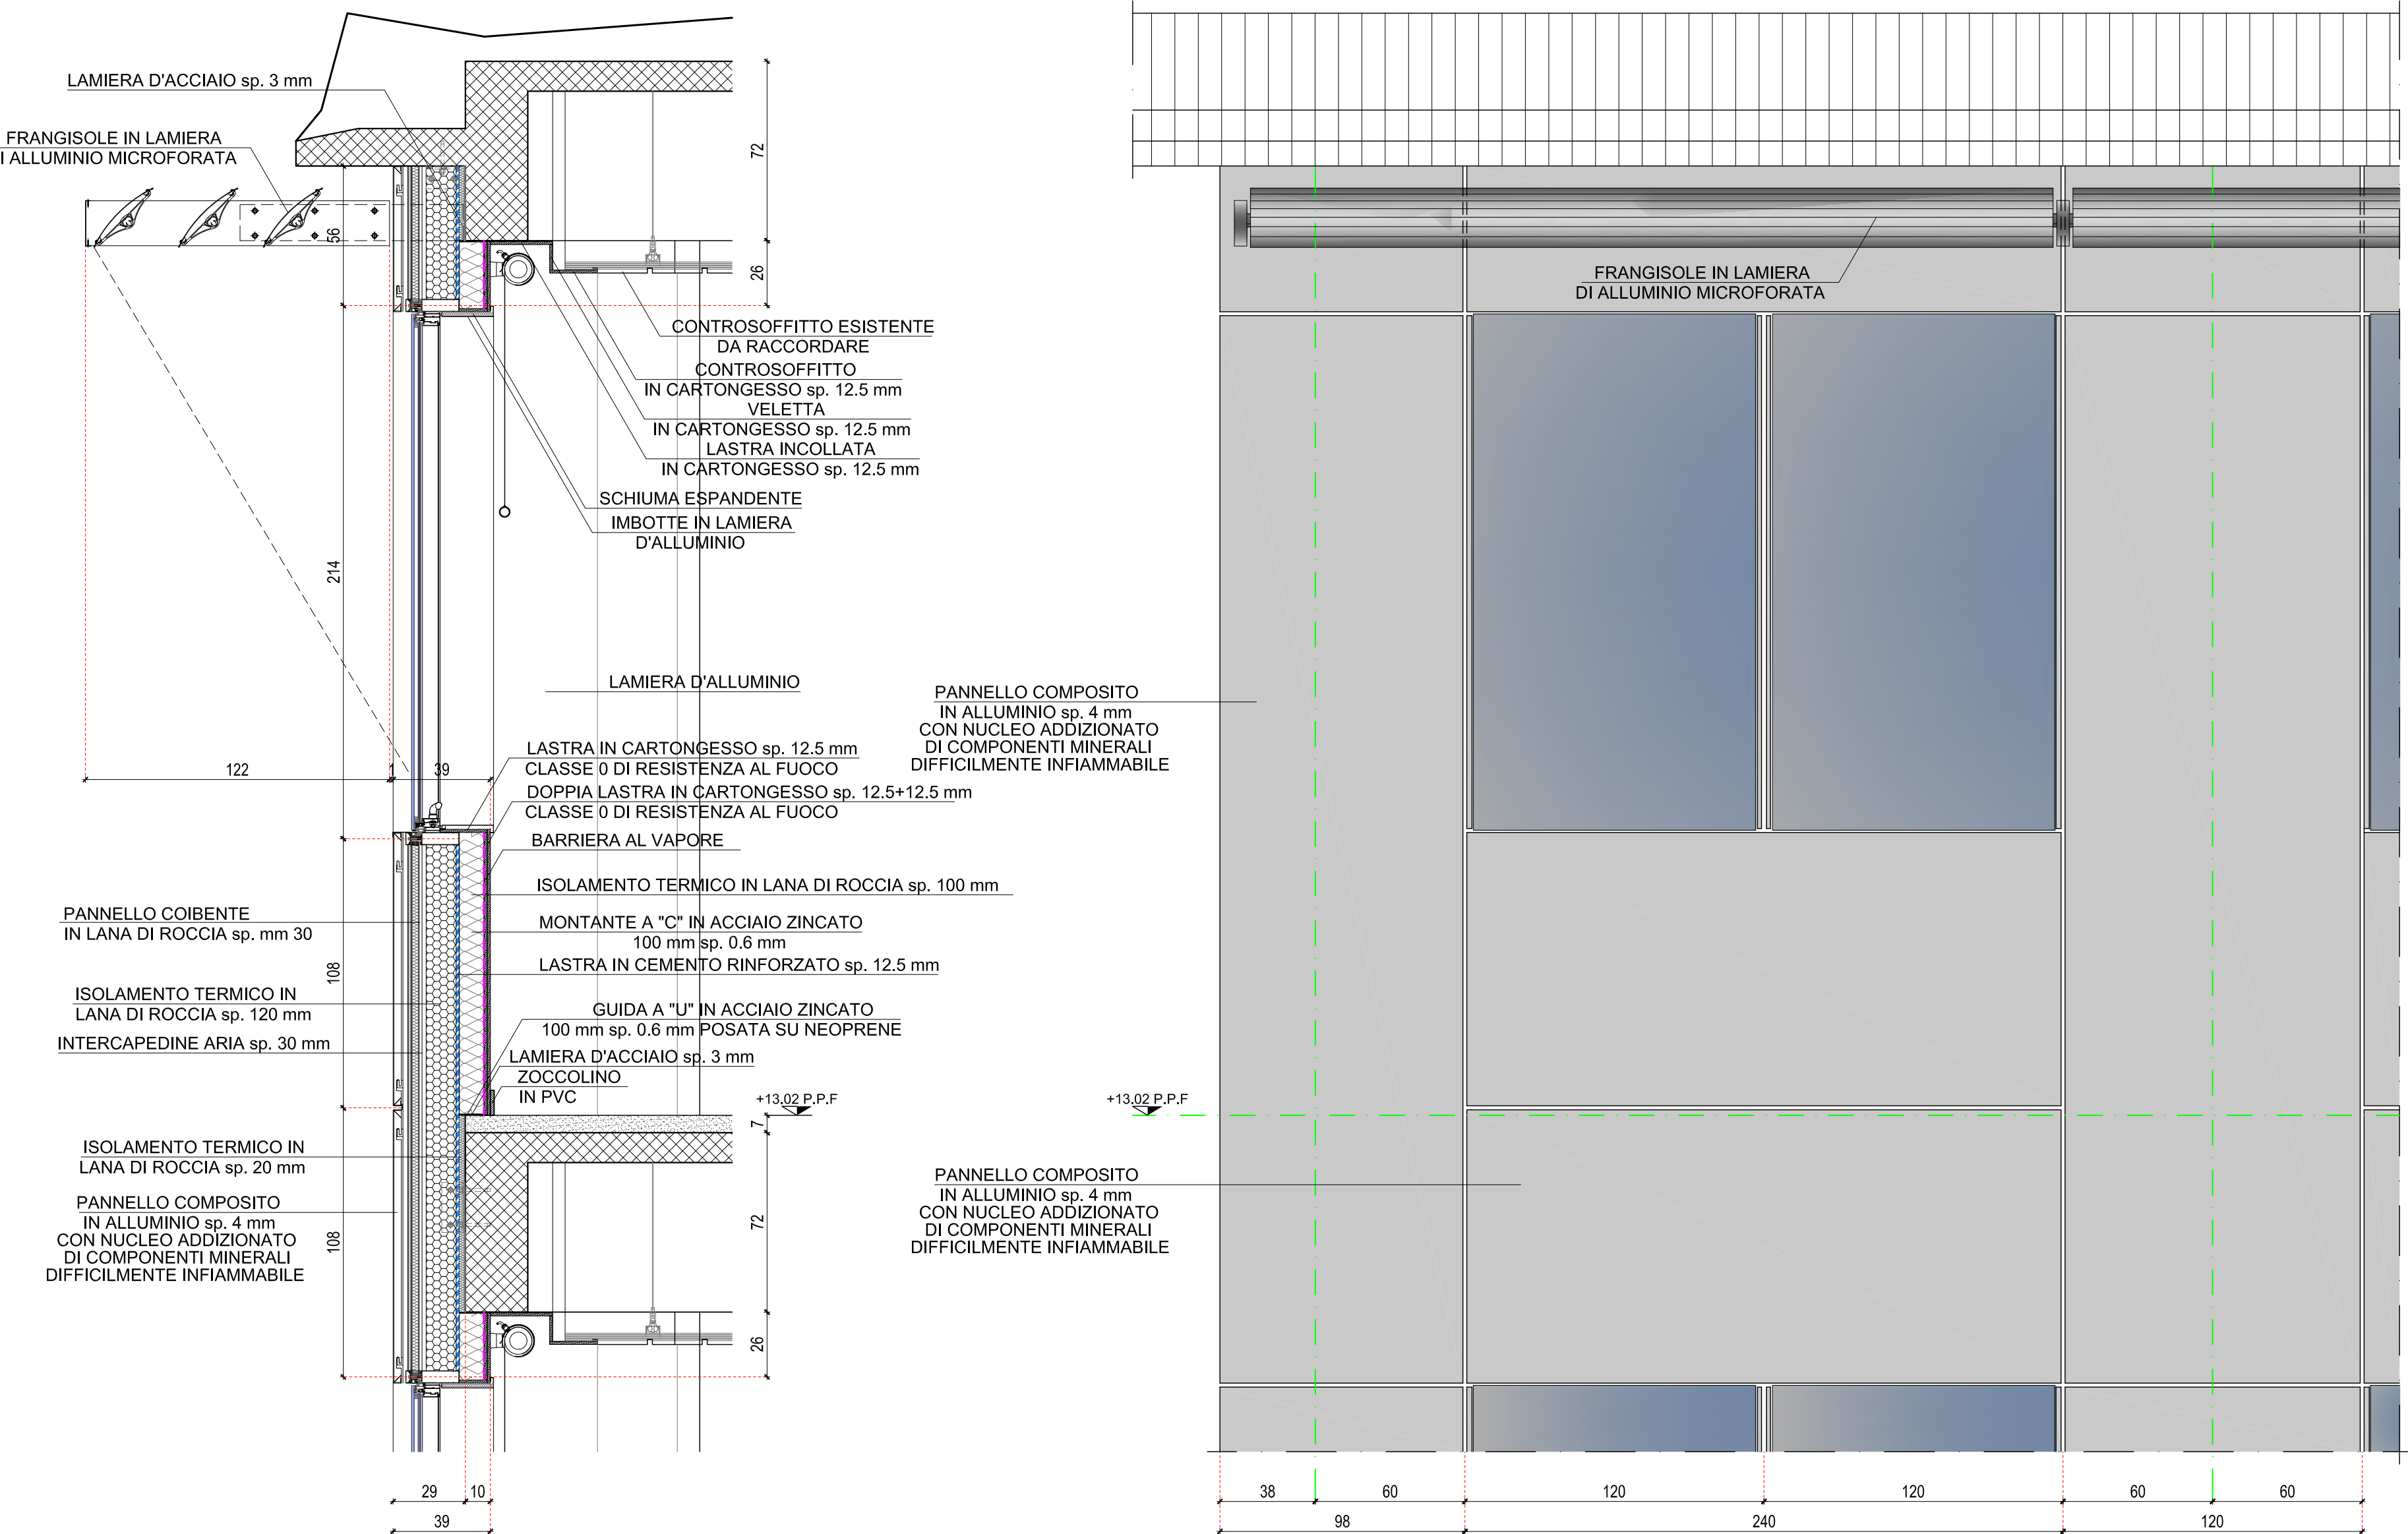 LAMIERA D'ACCIAIO sp. 3 mm
FRANGISOLE IN LAMIERA
I ALLUMINIO MICROFORATA
72
56
26
FRANGISOLE IN LAMIERA
DI ALLUMINIO MICROFORATA
CONTROSOFFITTO ESISTENTE
DA RACCORDARE
CONTROSOFFITTO
IN CARTONGESSO sp. 12.5 mm
VELETTA
IN CARTONGESSO sp. 12.5 mm
LASTRA INCOLLATA
IN CARTONGESSO sp. 12.5 mm
SCHIUMA ESPANDENTE
IMBOTTE IN LAMIERA
D'ALLUMINIO
214
LAMIERA D'ALLUMINIO
PANNELLO COMPOSITO
IN ALLUMINIO sp. 4 mm
CON NUCLEO ADDIZIONATO
DI COMPONENTI MINERALI
DIFFICILMENTE INFIAMMABILE
122
1
39
LASTRA IN CARTONGESSO sp. 12.5 mm
CLASSE 0 DI RESISTENZA AL FUOCO
DOPPIA LASTRA IN CARTONGESSO sp. 12.5+12.5 mm
CLASSE 0 DI RESISTENZA AL FUOCO
BARRIERA AL VAPORE
ISOLAMENTO TERMICO IN LANA DI ROCCIA sp. 100 mm
PANNELLO COIBENTE
IN LANA DI ROCCIA sp. mm 30
MONTANTE A "C" IN ACCIAIO ZINCATO
100 mm sp. 0.6 mm
LASTRA IN CEMENTO RINFORZATO sp. 12.5 mm
108
ISOLAMENTO TERMICO IN
LANA DI ROCCIA sp. 120 mm
GUIDA A "U" IN ACCIAIO ZINCATO
100 mm sp. 0.6 mm POSATA SU NEOPRENE
INTERCAPEDINE ARIA sp. 30 mm
LAMIERA D'ACCIAIO sp. 3 mm
ZOCCOLINO
IN PVC
+13.02 P.P.F
+13.02 P.P.F
7
ISOLAMENTO TERMICO IN
LANA DI ROCCIA sp. 20 mm
PANNELLO COMPOSITO
IN ALLUMINIO sp. 4 mm
CON NUCLEO ADDIZIONATO
DI COMPONENTI MINERALI
DIFFICILMENTE INFIAMMABILE
108
72
26
PANNELLO COMPOSITO
IN ALLUMINIO sp. 4 mm
CON NUCLEO ADDIZIONATO
DI COMPONENTI MINERALI
DIFFICILMENTE INFIAMMABILE
29
10
39
38
60
120
120
60
60
98
240
120